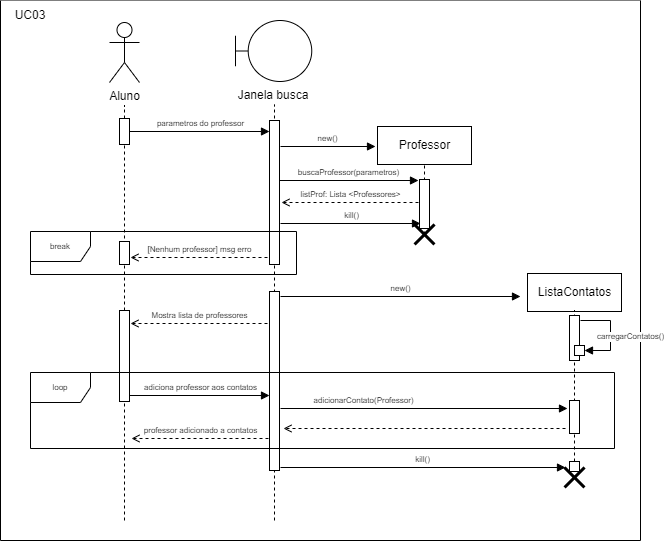 UC03
Aluno
Janela busca
parametros do professor
new()
Professor
buscaProfessor(parametros)
listProf: Lista <Professores>
kill()
break
[Nenhum professor] msg erro
new()
ListaContatos
Mostra lista de professores
carregarContatos()
loop
adiciona professor aos contatos
adicionarContato(Professor)
professor adicionado a contatos
kill()